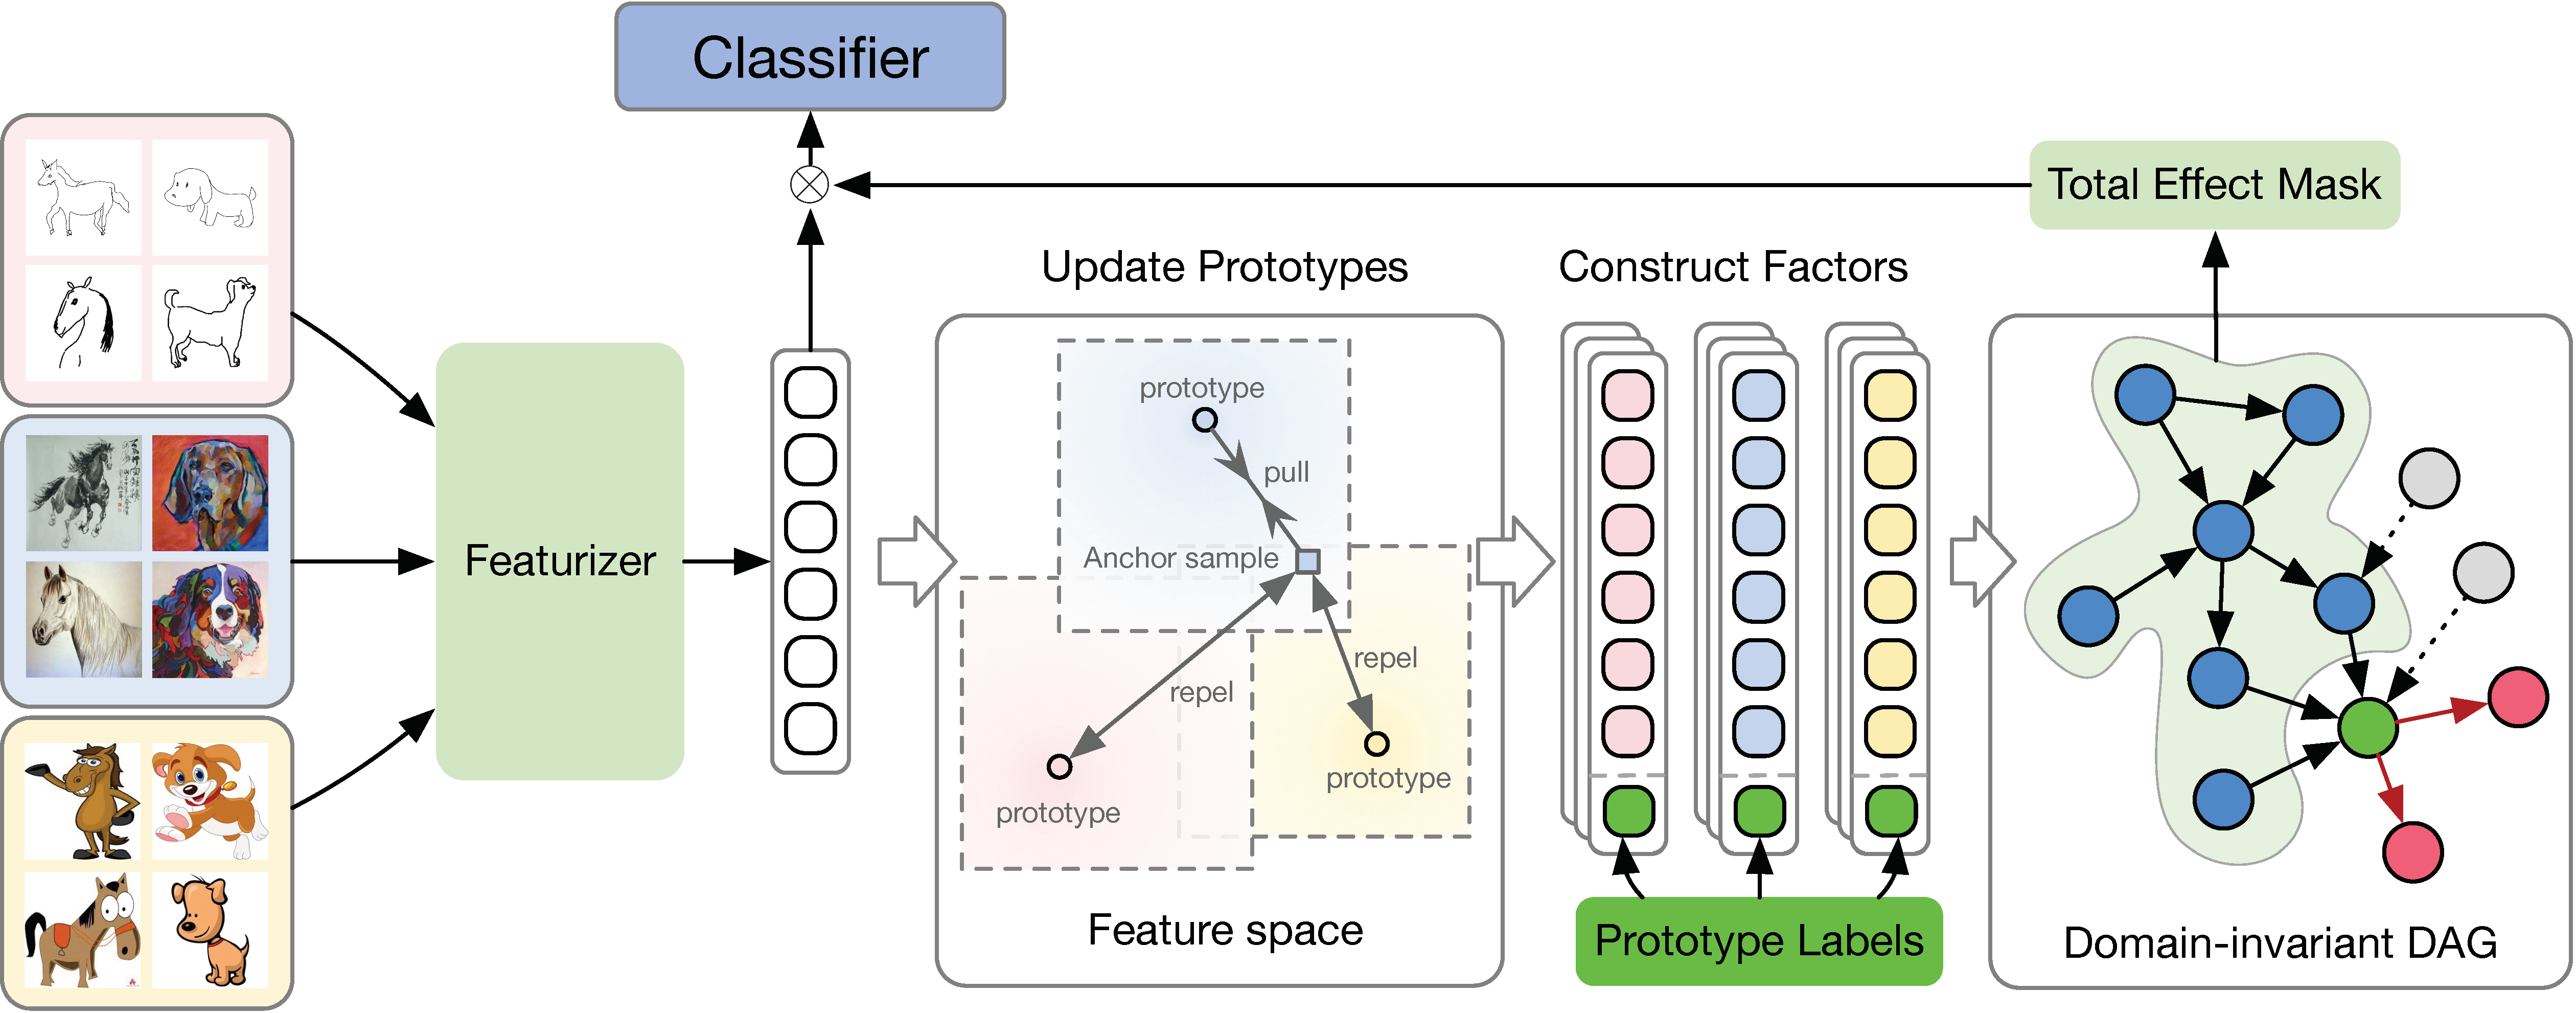 Classifier
Total Effect Mask
Update Prototypes
Construct Factors
prototype
pull
Anchor sample
Featurizer
repel
repel
prototype
prototype
Feature space
Prototype Labels
Domain-invariant DAG